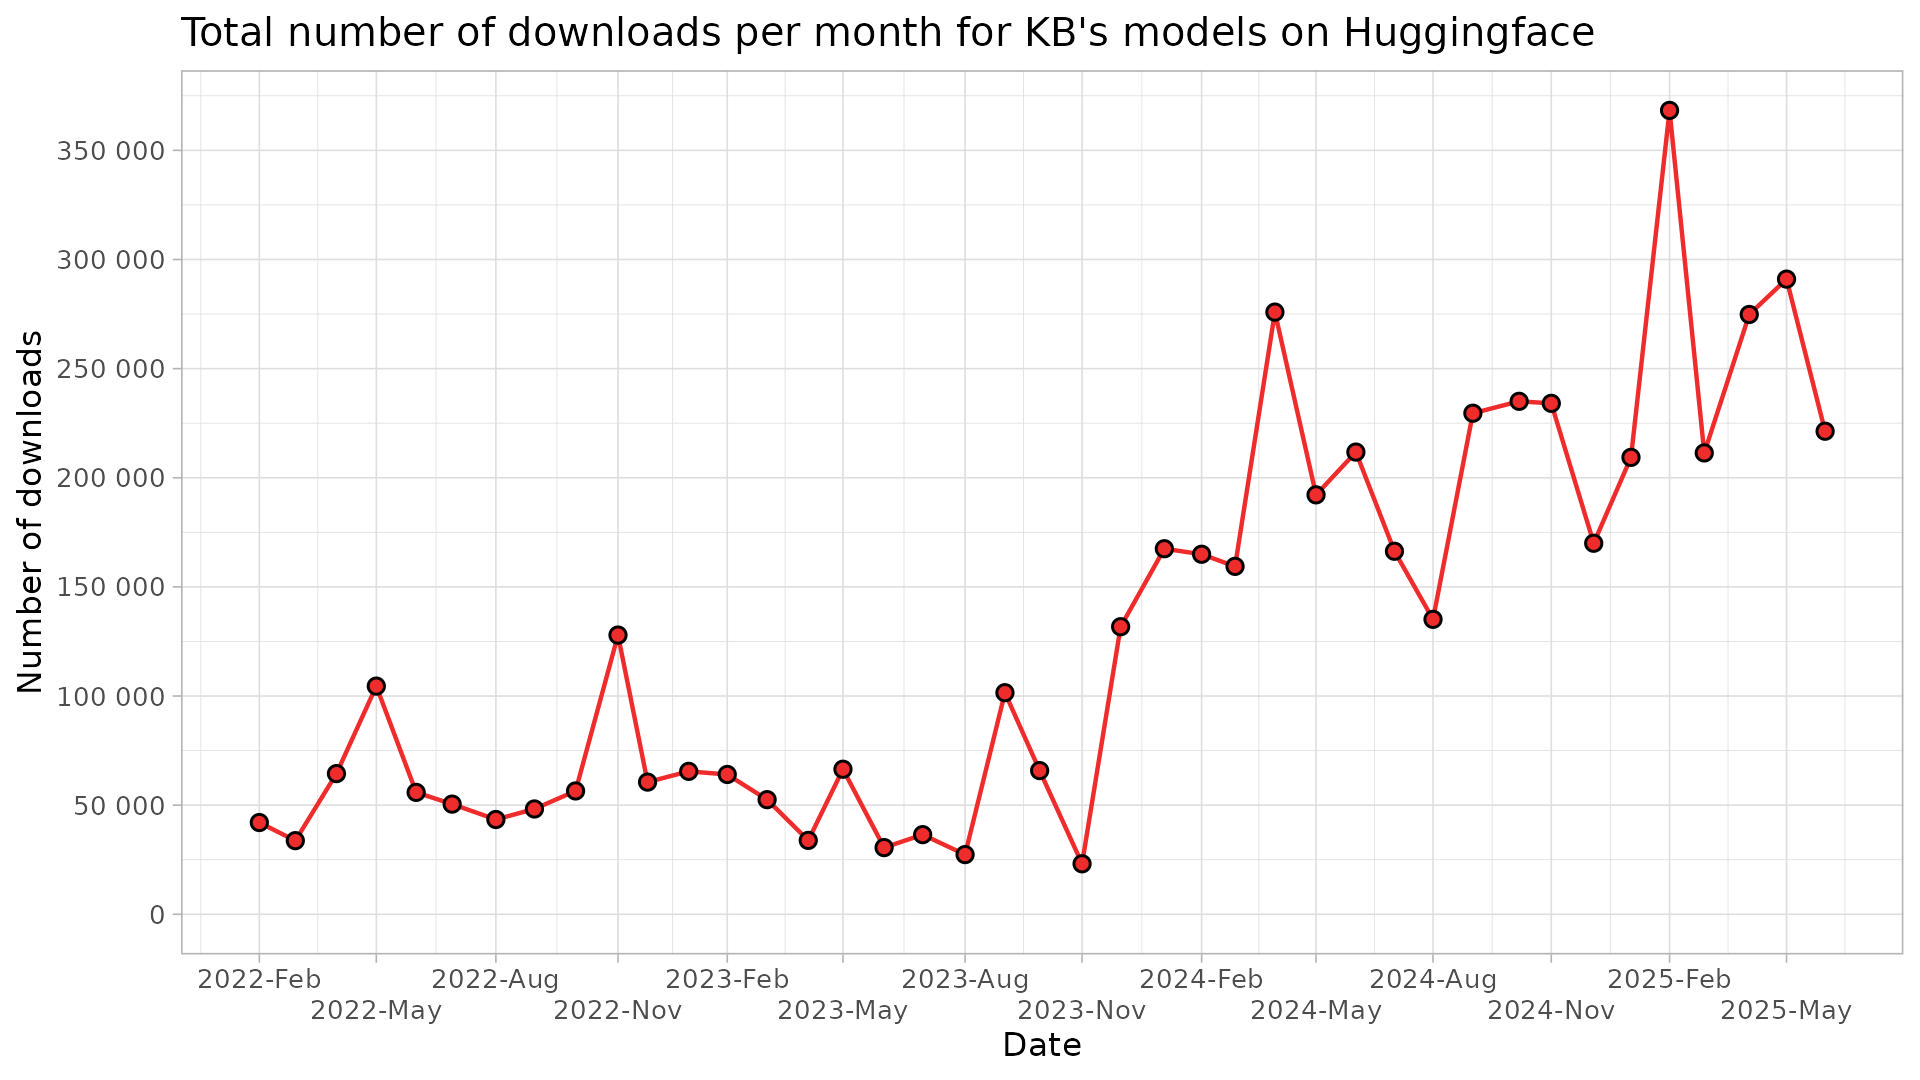 Total number of downloads per month for KB's models on Huggingface
Number of downloads
350 000
300 000
250 000
200 000
150 000
100 000
50 000
0
2022-Feb
2022-May
2022-Aug
2022-Nov
2023-Feb
2023-May
2023-Aug
2023-Nov
2024-Feb
2024-May
2024-Aug
2024-Nov
2025-Feb
2025-May
Date